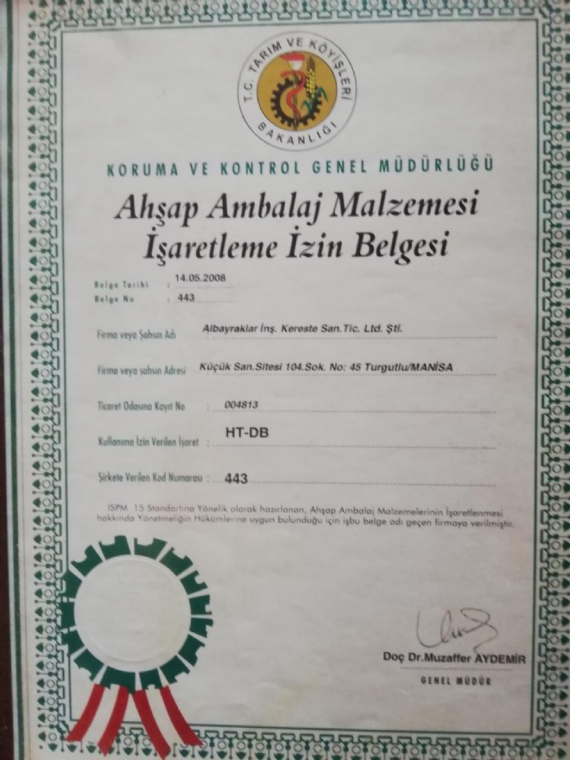 T.C. TARIM VE KÖYİŞLERİ
BAKANLIĞI
KORUMA VE KONTROL GENEL MÜDÜRLÜĞÜ
Ahşap Ambalaj Malzemesi
İşaretleme İzin Belgesi
Belge Tarihi : 14.05.2008
Belge No : 443
Firma veya Şahsın Adı Albayraklar İnş. Kereste San.Tic. Ltd. Şti.
Firma veya şahsın Adresi Küçük San.Sitesi 104.Sok. No: 45 Turgutlu/MANİSA
Ticaret Odasına Kayıt No : 004813
Kullanıma İzin Verilen İşaret : HT-DB
Şirkete Verilen Kod Numarası : 443
ISPM 15 Standartına Yönelik olarak hazırlanan, Ahşap Ambalaj Malzemelerinin İşaretlenmesi
hakkında Yönetmeliğin Hükümlerine uygun bulunduğu için işbu belge adı geçen firmaya verilmiştir.
Doç Dr.Muzaffer AYDEMİR
GENEL MÜDÜR